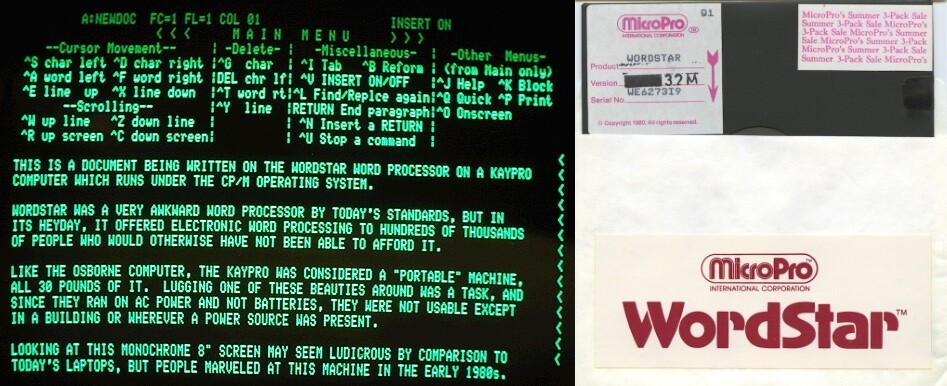 A:NEWDOC FC=1 FL=1 COL 01 INSERT ON
< < < M A I N M E N U > > >
--Cursor Movement-- | -Delete- | -Miscellaneous- | -Other Menus-
^S char left ^D char right |^G char | ^I Tab ^B Reform | (from Main only)
^A word left ^F word right |DEL chr lf| ^V INSERT ON/OFF |^J Help ^K Block
^E line up ^X line down |^T word rt|^L Find/Replce again|^Q Quick ^P Print
--Scrolling-- |^Y line |RETURN End paragraph|^O Onscreen
^W up line ^Z down line | | ^N Insert a RETURN |
^R up screen ^C down screen| | ^U Stop a command |
THIS IS A DOCUMENT BEING WRITTEN ON THE WORDSTAR WORD PROCESSOR ON A KAYPRO
COMPUTER WHICH RUNS UNDER THE CP/M OPERATING SYSTEM.
WORDSTAR WAS A VERY AWKWARD WORD PROCESSOR BY TODAY'S STANDARDS, BUT IN
ITS HEYDAY, IT OFFERED ELECTRONIC WORD PROCESSING TO HUNDREDS OF THOUSANDS
OF PEOPLE WHO WOULD OTHERWISE HAVE NOT BEEN ABLE TO AFFORD IT.
LIKE THE OSBORNE COMPUTER, THE KAYPRO WAS CONSIDERED A "PORTABLE" MACHINE,
ALL 30 POUNDS OF IT. LUGGING ONE OF THESE BEAUTIES AROUND WAS A TASK, AND
SINCE THEY RAN ON AC POWER AND NOT BATTERIES, THEY WERE NOT USABLE EXCEPT
IN A BUILDING OR WHEREVER A POWER SOURCE WAS PRESENT.
LOOKING AT THIS MONOCHROME 8" SCREEN MAY SEEM LUDICROUS BY COMPARISON TO
TODAY'S LAPTOPS, BUT PEOPLE MARVELED AT THIS MACHINE IN THE EARLY 1980s.
MicroPro™ Q1
INTERNATIONAL CORPORATION
WORDSTAR
Product
Version 3.2 M
Serial No. WE627319
© Copyright 1980, All rights reserved.
MicroPro's Summer 3-Pack Sale
Summer 3-Pack Sale MicroPro's
3-Pack Sale MicroPro's Summer
Sale MicroPro's Summer 3-Pack
MicroPro's Summer 3-Pack Sale
Summer 3-Pack Sale MicroPro's
MicroPro™
INTERNATIONAL CORPORATION
WordStar™